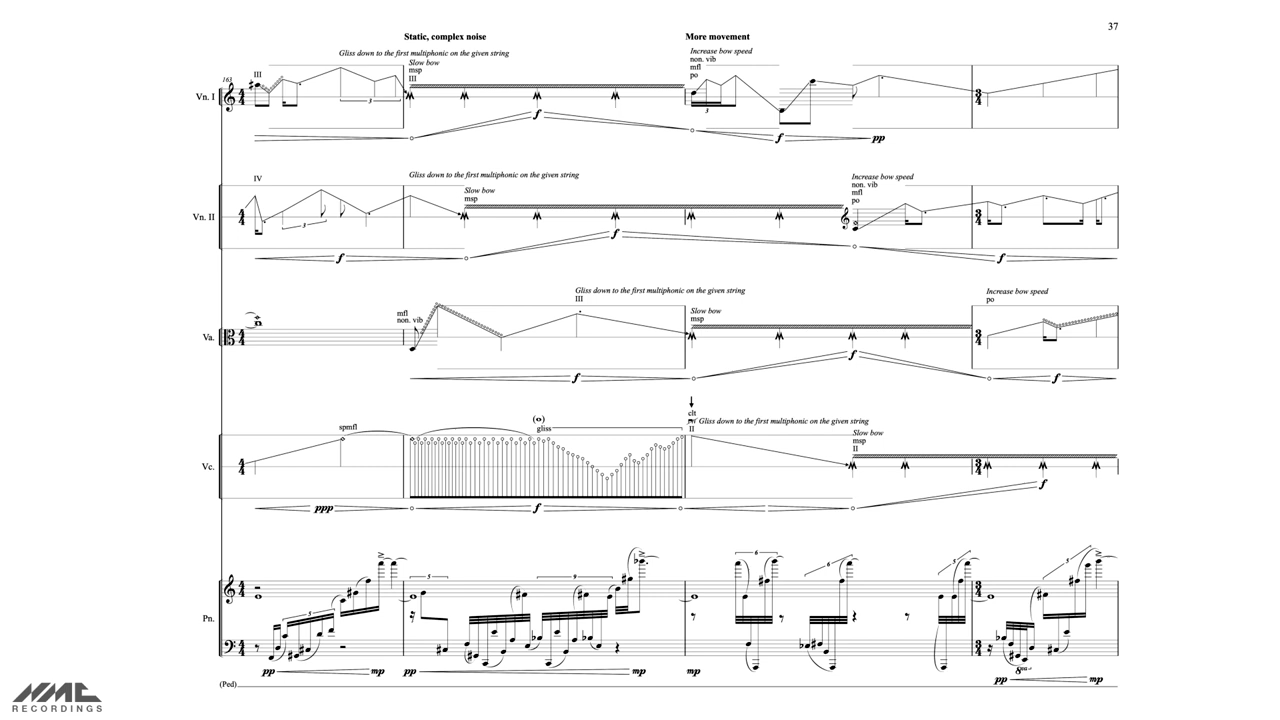 37
Static, complex noise
More movement
Gliss down to the first multiphonic on the given string
Increase bow speed
Slow bow
non. vib
msp
mfl
163
III
III
po
Vn. I
3
3
f
f
pp
Gliss down to the first multiphonic on the given string
Increase bow speed
IV
Slow bow
non. vib
msp
mfl
po
Vn. II
3
f
f
f
Gliss down to the first multiphonic on the given string
Increase bow speed
III
po
mfl
Slow bow
non. vib
msp
Va.
f
f
f
clt
Gliss down to the first multiphonic on the given string
spmfl
gliss
II
Slow bow
msp
II
Vc.
ppp
f
f
5
5
9
6
6
5
5
Pn.
8va
pp
mp
pp
mp
mp
pp
mp
(Ped)
NMC
RECORDINGS